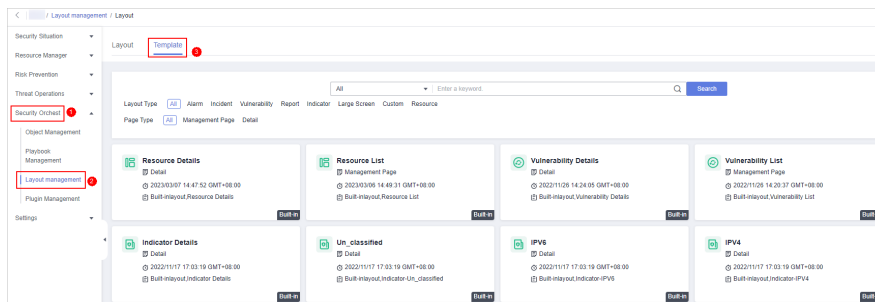 / Layout management / Layout
Security Situation
Resource Manager
Risk Prevention
Threat Operations
Security Orchest 1
Object Management
Playbook
Management
Layout management 2
Plugin Management
Settings
Layout Template 3
All Enter a keyword. Search
Layout Type All Alarm Incident Vulnerability Report Indicator Large Screen Custom Resource
Page Type All Management Page Detail
Resource Details
Detail
2023/03/07 14:47:52 GMT+08:00
Built-inlayout,Resource Details
Built-in
Resource List
Management Page
2023/03/06 14:49:31 GMT+08:00
Built-inlayout,Resource List
Built-in
Vulnerability Details
Detail
2022/11/26 14:24:05 GMT+08:00
Built-inlayout,Vulnerability Details
Built-in
Vulnerability List
Management Page
2022/11/26 14:20:37 GMT+08:00
Built-inlayout,Vulnerability List
Built
Indicator Details
Detail
2022/11/17 17:03:19 GMT+08:00
Built-inlayout,Indicator Details
Built-in
Un_classified
Detail
2022/11/17 17:03:19 GMT+08:00
Built-inlayout,Indicator-Un_classified
Built-in
IPV6
Detail
2022/11/17 17:03:19 GMT+08:00
Built-inlayout,Indicator-IPV6
Built-in
IPV4
Detail
2022/11/17 17:03:19 GMT+08:00
Built-inlayout,Indicator-IPV4
Built